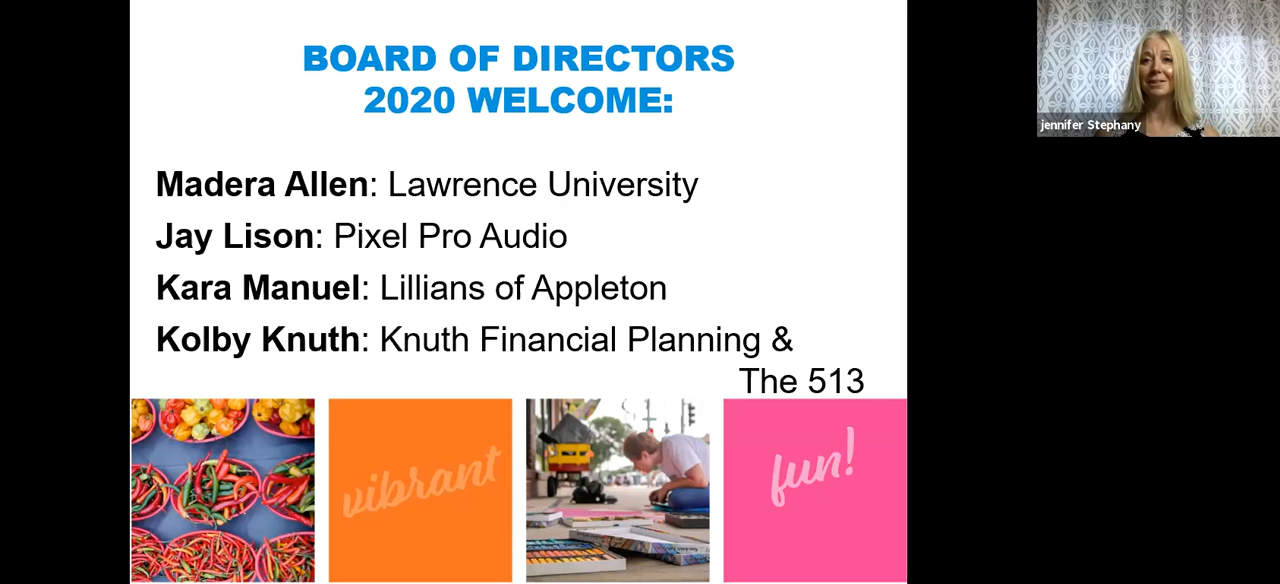 BOARD OF DIRECTORS
2020 WELCOME:
Madera Allen: Lawrence University
Jay Lison: Pixel Pro Audio
Kara Manuel: Lillians of Appleton
Kolby Knuth: Knuth Financial Planning &
The 513
vibrant
fun!
jennifer Stephany